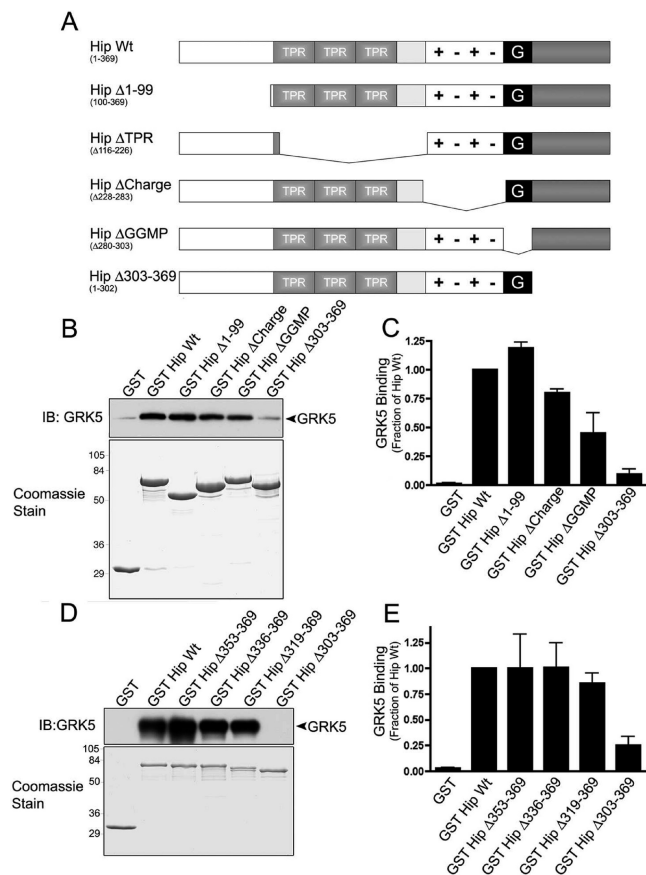 A
Hip Wt
(1-369)
TPR TPR TPR + - + - G
Hip Δ1-99
(100-369)
TPR TPR TPR + - + - G
Hip ΔTPR
(Δ116-226)
+ - + - G
Hip ΔCharge
(Δ228-283)
TPR TPR TPR G
Hip ΔGGMP
(Δ280-303)
TPR TPR TPR + - + -
Hip Δ303-369
(1-302)
TPR TPR TPR + - + - G
B
GST
GST Hip Wt
GST Hip Δ1-99
GST Hip ΔCharge
GST Hip ΔGGMP
GST Hip Δ303-369
IB: GRK5
GRK5
Coomassie
Stain
105
84
50
36
29
C
GRK5 Binding
(Fraction of Hip Wt)
1.25
1.00
0.75
0.50
0.25
0.00
GST
GST Hip Wt
GST Hip Δ1-99
GST Hip ΔCharge
GST Hip ΔGGMP
GST Hip Δ303-369
D
GST
GST Hip Wt
GST Hip Δ353-369
GST Hip Δ336-369
GST Hip Δ319-369
GST Hip Δ303-369
IB:GRK5
GRK5
Coomassie
Stain
105
84
50
36
29
E
GRK5 Binding
(Fraction of Hip Wt)
1.25
1.00
0.75
0.50
0.25
0.00
GST
GST Hip Wt
GST Hip Δ353-369
GST Hip Δ336-369
GST Hip Δ319-369
GST Hip Δ303-369